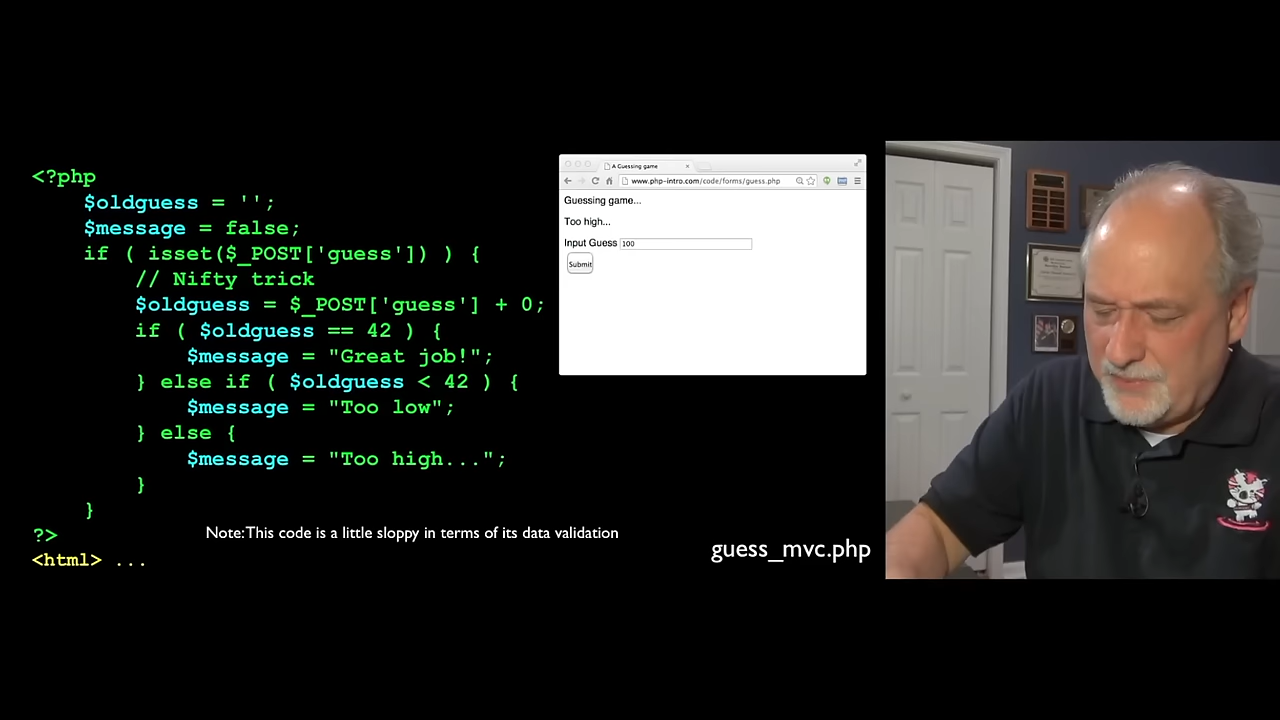 <?php
$oldguess = '';
$message = false;
if ( isset($_POST['guess']) ) {
// Nifty trick
$oldguess = $_POST['guess'] + 0;
if ( $oldguess == 42 ) {
$message = "Great job!";
} else if ( $oldguess < 42 ) {
$message = "Too low";
} else {
$message = "Too high...";
}
}
?>
<html> ...
Note:This code is a little sloppy in terms of its data validation
guess_mvc.php
A Guessing game
www.php-intro.com/code/forms/guess.php
Guessing game...
Too high...
Input Guess 100
Submit